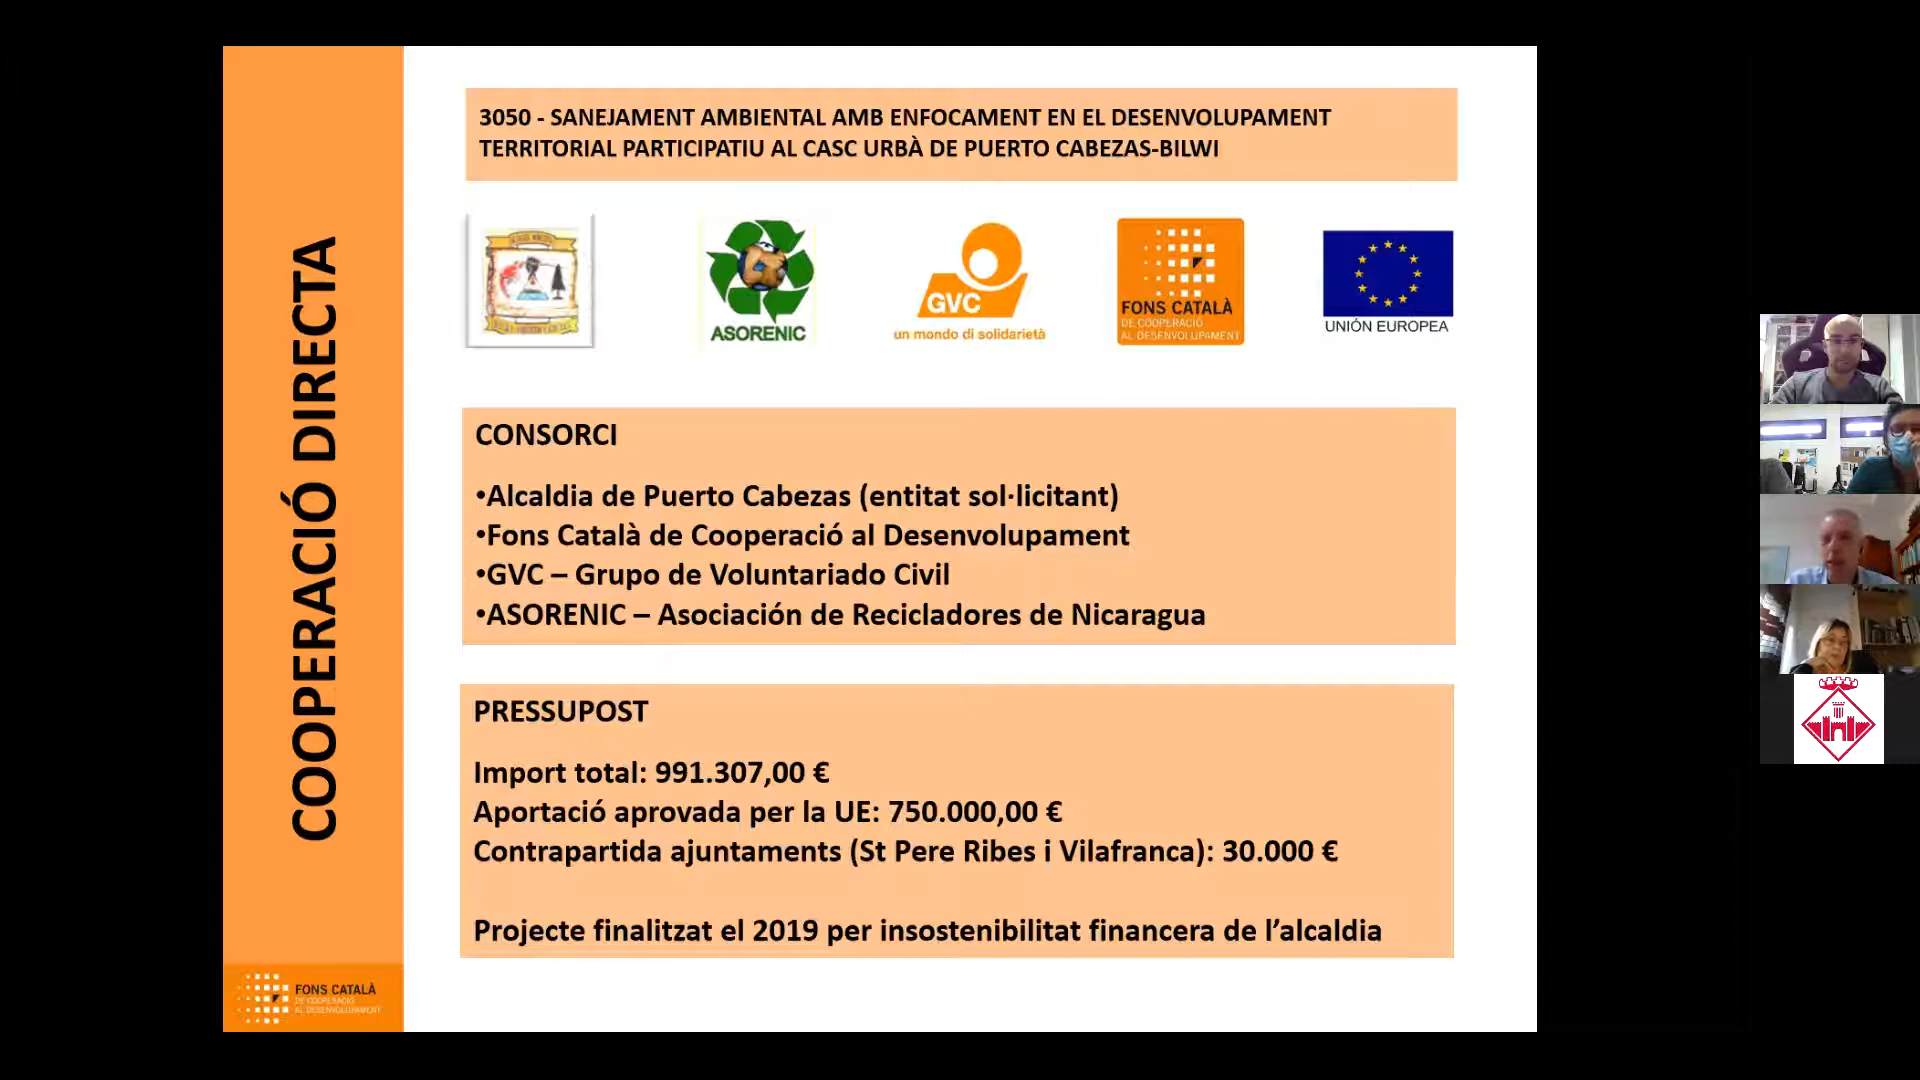 COOPERACIÓ DIRECTA
3050 - SANEJAMENT AMBIENTAL AMB ENFOCAMENT EN EL DESENVOLUPAMENT
TERRITORIAL PARTICIPATIU AL CASC URBÀ DE PUERTO CABEZAS-BILWI
ASORENIC
GVC
un mondo di solidarietà
FONS CATALÀ
DE COOPERACIÓ
AL DESENVOLUPAMENT
UNIÓN EUROPEA
CONSORCI
•Alcaldia de Puerto Cabezas (entitat sol·licitant)
•Fons Català de Cooperació al Desenvolupament
•GVC – Grupo de Voluntariado Civil
•ASORENIC – Asociación de Recicladores de Nicaragua
PRESSUPOST
Import total: 991.307,00 €
Aportació aprovada per la UE: 750.000,00 €
Contrapartida ajuntaments (St Pere Ribes i Vilafranca): 30.000 €
Projecte finalitzat el 2019 per insostenibilitat financera de l’alcaldia
FONS CATALÀ
DE COOPERACIÓ
AL DESENVOLUPAMENT